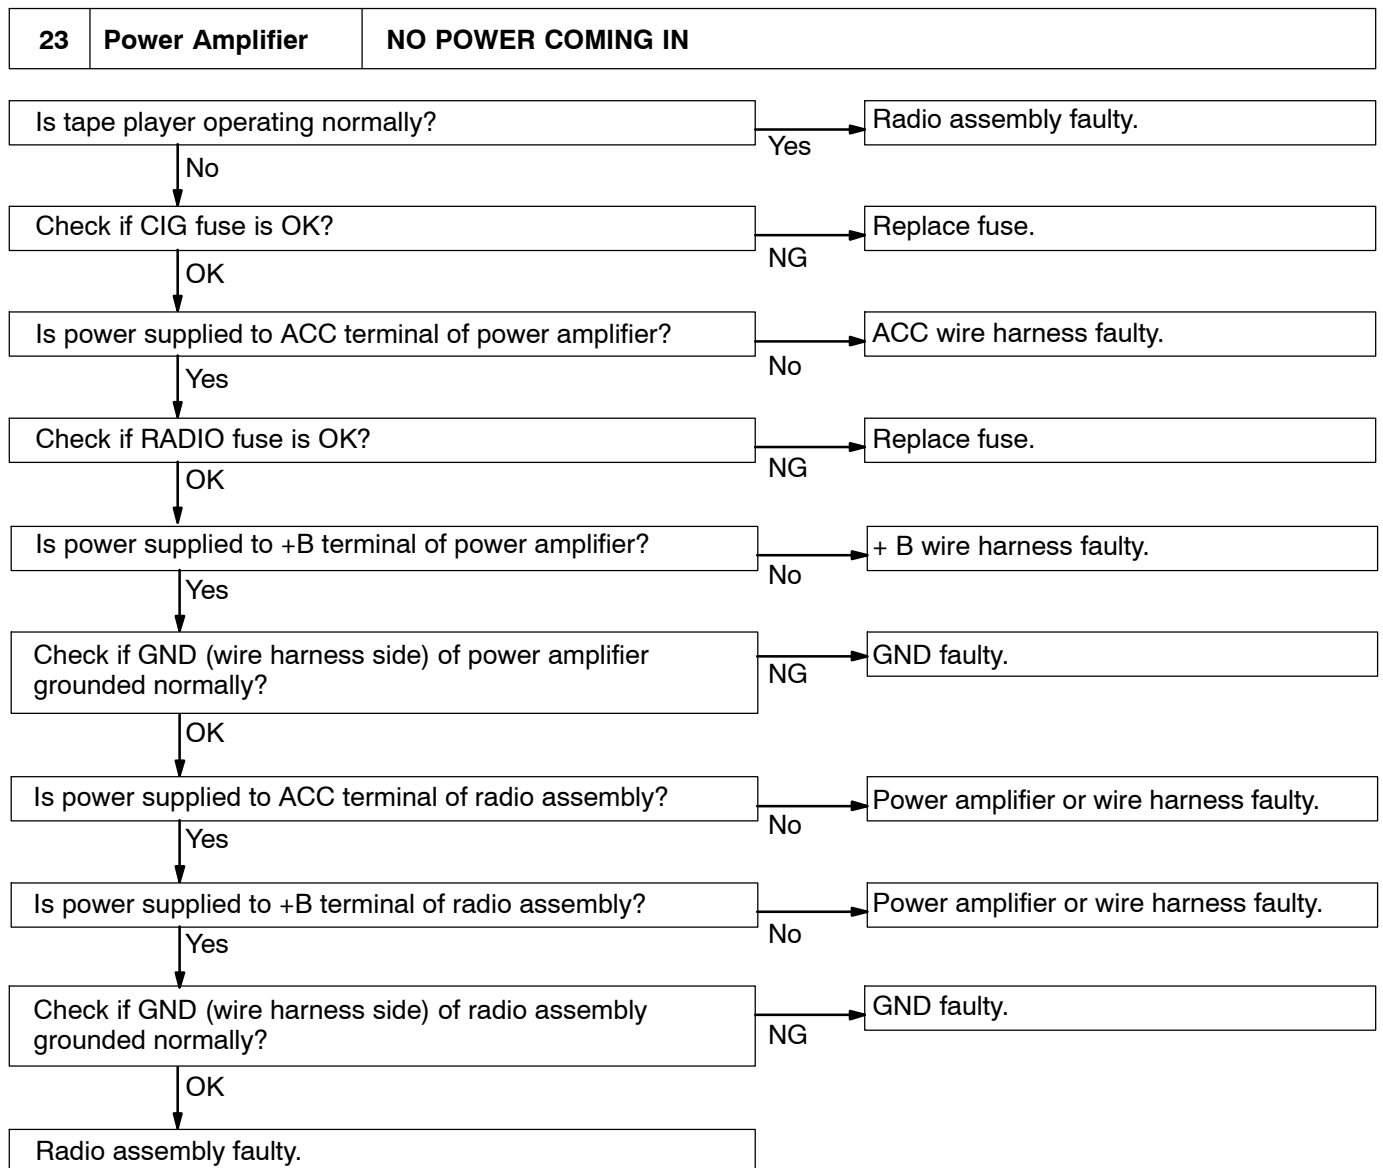 23 Power Amplifier NO POWER COMING IN
Is tape player operating normally?
Yes
Radio assembly faulty.
No
Check if CIG fuse is OK?
NG
Replace fuse.
OK
Is power supplied to ACC terminal of power amplifier?
No
ACC wire harness faulty.
Yes
Check if RADIO fuse is OK?
NG
Replace fuse.
OK
Is power supplied to +B terminal of power amplifier?
No
+ B wire harness faulty.
Yes
Check if GND (wire harness side) of power amplifier
grounded normally?
NG
GND faulty.
OK
Is power supplied to ACC terminal of radio assembly?
No
Power amplifier or wire harness faulty.
Yes
Is power supplied to +B terminal of radio assembly?
No
Power amplifier or wire harness faulty.
Yes
Check if GND (wire harness side) of radio assembly
grounded normally?
NG
GND faulty.
OK
Radio assembly faulty.